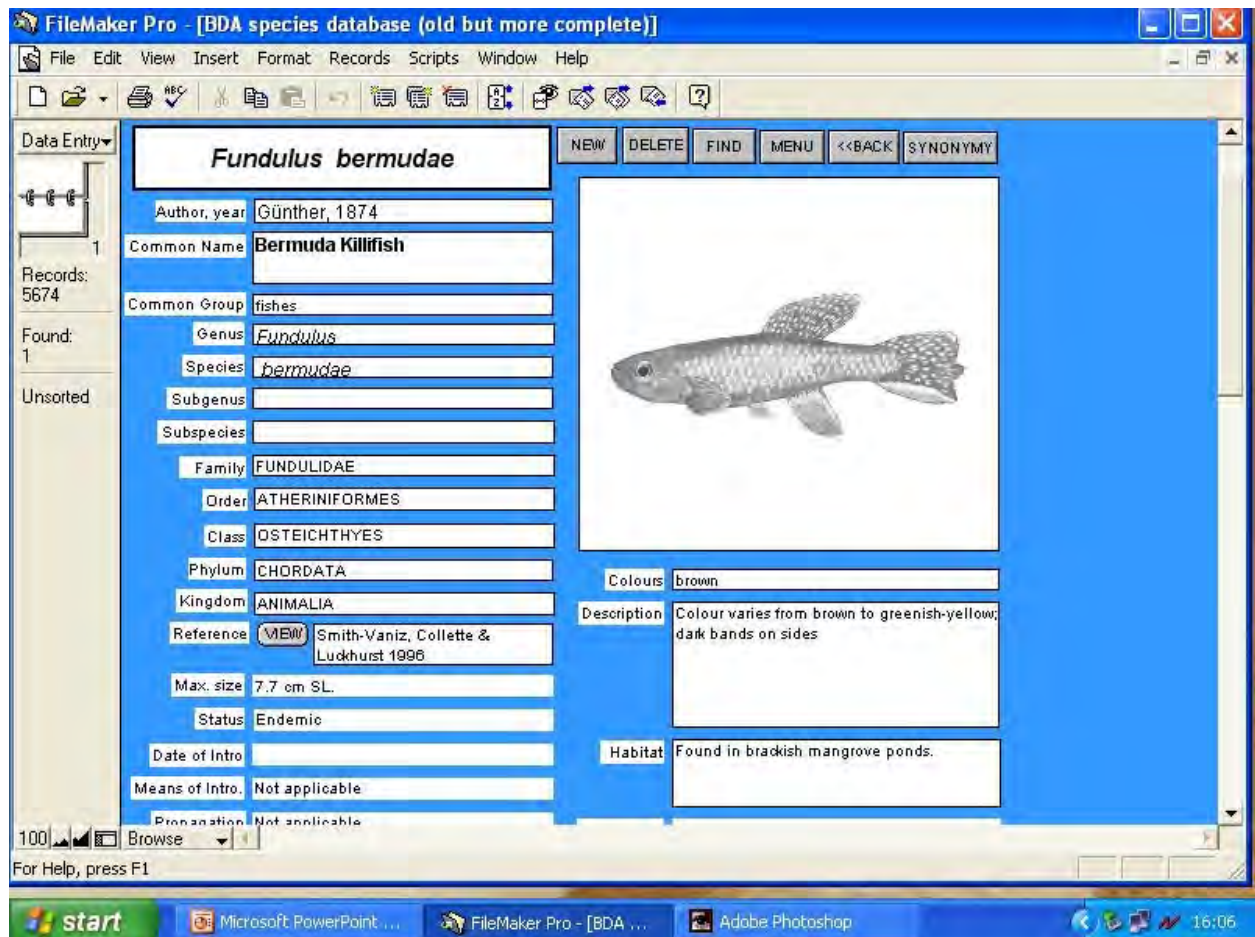 FileMaker Pro - [BDA species database (old but more complete)]
File Edit View Insert Format Records Scripts Window Help
Data Entry
1
Records:
5674
Found:
1
Unsorted
Fundulus bermudae
NEW DELETE FIND MENU <<BACK SYNONYMY
Author, year Günther, 1874
Common Name Bermuda Killifish
Common Group fishes
Genus Fundulus
Species bermudae
Subgenus
Subspecies
Family FUNDULIDAE
Order ATHERINIFORMES
Class OSTEICHTHYES
Phylum CHORDATA
Kingdom ANIMALIA
Reference VIEW Smith-Vaniz, Collette &
Luckhurst 1996
Max. size 7.7 cm SL.
Status Endemic
Date of Intro
Means of Intro. Not applicable
Propagation Not applicable
Colours brown
Description Colour varies from brown to greenish-yellow;
dark bands on sides
Habitat Found in brackish mangrove ponds.
100 Browse
For Help, press F1
start Microsoft PowerPoint ... FileMaker Pro - [BDA ... Adobe Photoshop 16:06